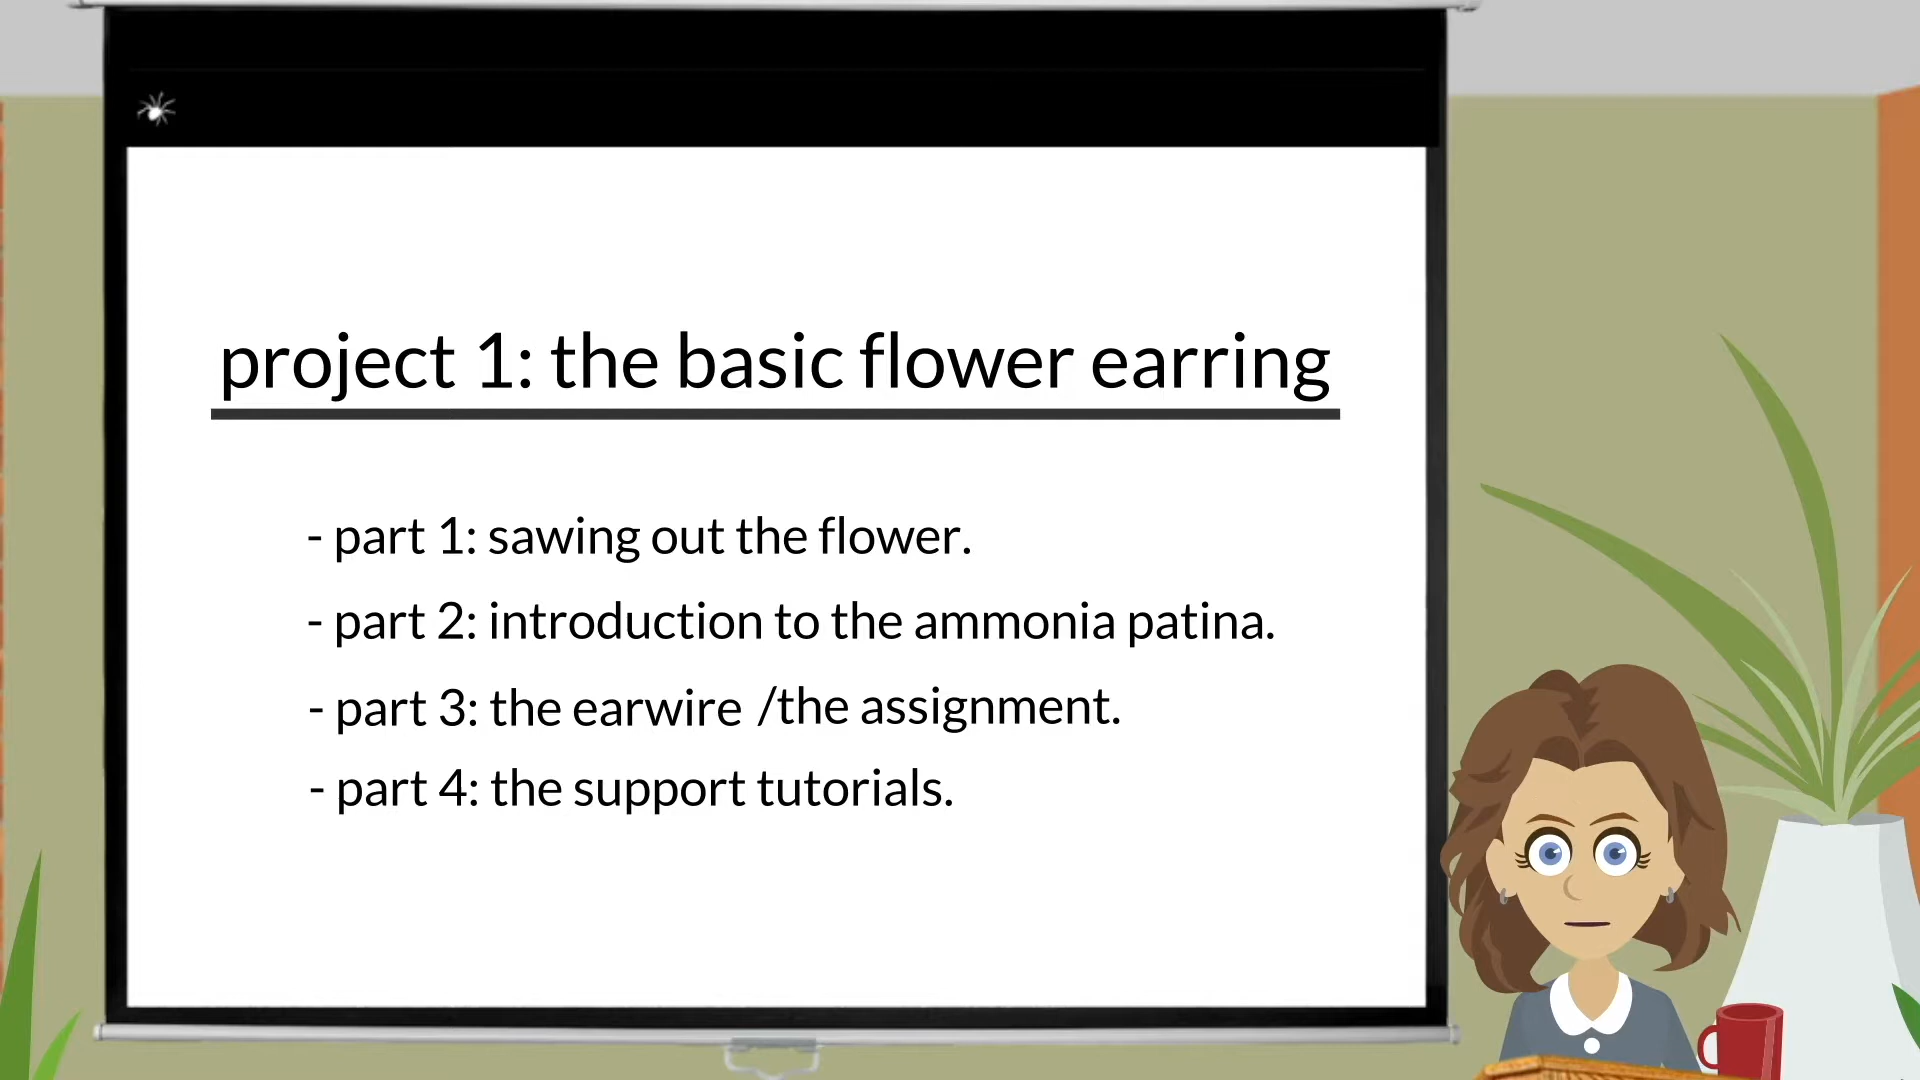 project 1: the basic flower earring
- part 1: sawing out the flower.
- part 2: introduction to the ammonia patina.
- part 3: the earwire /the assignment.
- part 4: the support tutorials.